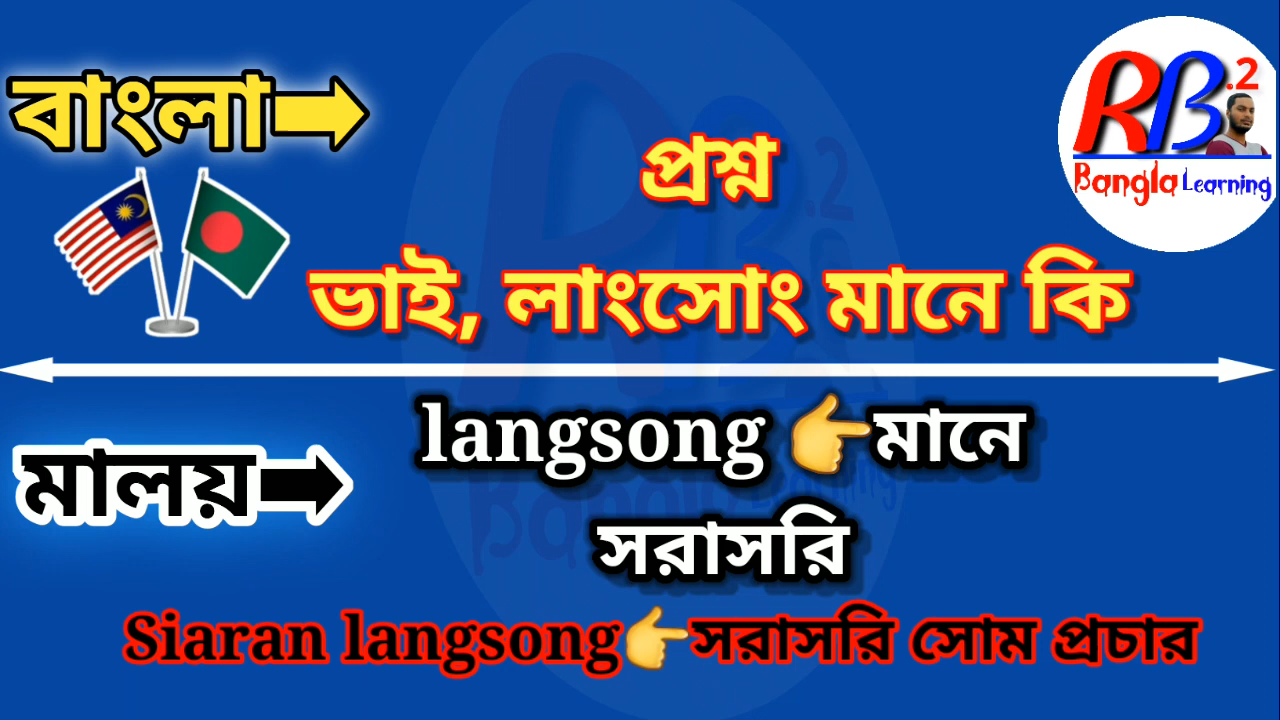 RB.2
Bangla Learning
বাংলা
প্রশ্ন
ভাই, লাংসোং মানে কি
মালয়
langsong 👉মানে
সরাসরি
Siaran langsong👉সরাসরি সোম প্রচার